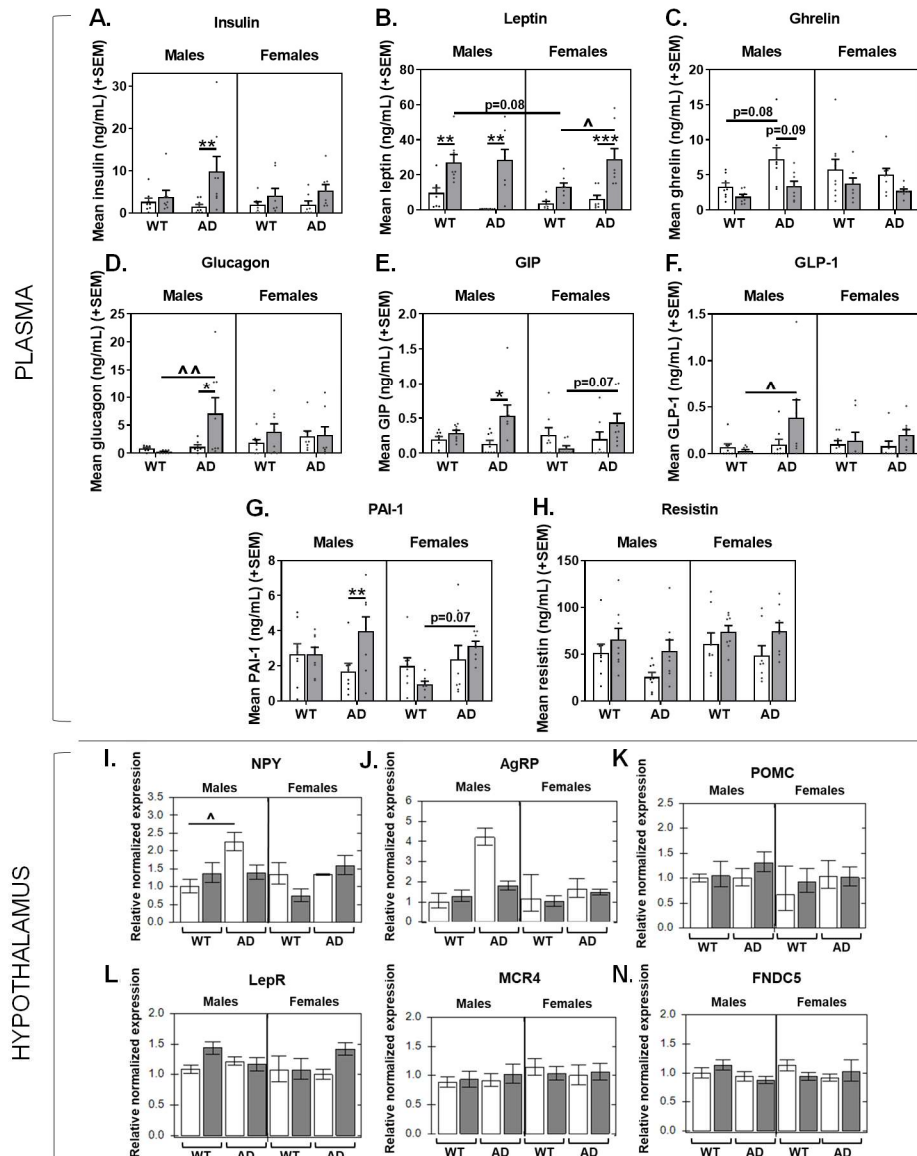 PLASMA
A.
Insulin
Males Females
Mean insulin (ng/mL) (+SEM)
30
20
10
0
**
WT AD WT AD
B.
Leptin
Males Females
Mean leptin (ng/mL) (+SEM)
80
60
40
20
0
p=0.08
** ** ^ ***
WT AD WT AD
C.
Ghrelin
Males Females
Mean ghrelin (ng/mL) (+SEM)
20
15
10
5
0
p=0.08
p=0.09
WT AD WT AD
D.
Glucagon
Males Females
Mean glucagon (ng/mL) (+SEM)
25
20
15
10
5
0
^^
*
WT AD WT AD
E.
GIP
Males Females
Mean GIP (ng/mL) (+SEM)
2.0
1.5
1.0
0.5
0.0
*
p=0.07
WT AD WT AD
F.
GLP-1
Males Females
Mean GLP-1 (ng/mL) (+SEM)
1.5
1.0
0.5
0.0
^
WT AD WT AD
G.
PAI-1
Males Females
Mean PAI-1 (ng/mL) (+SEM)
8
6
4
2
0
**
p=0.07
WT AD WT AD
H.
Resistin
Males Females
Mean resistin (ng/mL) (+SEM)
150
100
50
0
WT AD WT AD
HYPOTHALAMUS
I.
NPY
Males Females
Relative normalized expression
3.5
3.0
2.5
2.0
1.5
1.0
0.5
0.0
^
WT AD WT AD
J.
AgRP
Males Females
Relative normalized expression
6
5
4
3
2
1
0
WT AD WT AD
K
POMC
Males Females
Relative normalized expression
2.5
2.0
1.5
1.0
0.5
0.0
WT AD WT AD
L
LepR
Males Females
Relative normalized expression
2.0
1.5
1.0
0.5
0.0
WT AD WT AD
MCR4
Males Females
Relative normalized expression
2.0
1.5
1.0
0.5
0.0
WT AD WT AD
N.
FNDC5
Males Females
Relative normalized expression
2.0
1.5
1.0
0.5
0.0
WT AD WT AD